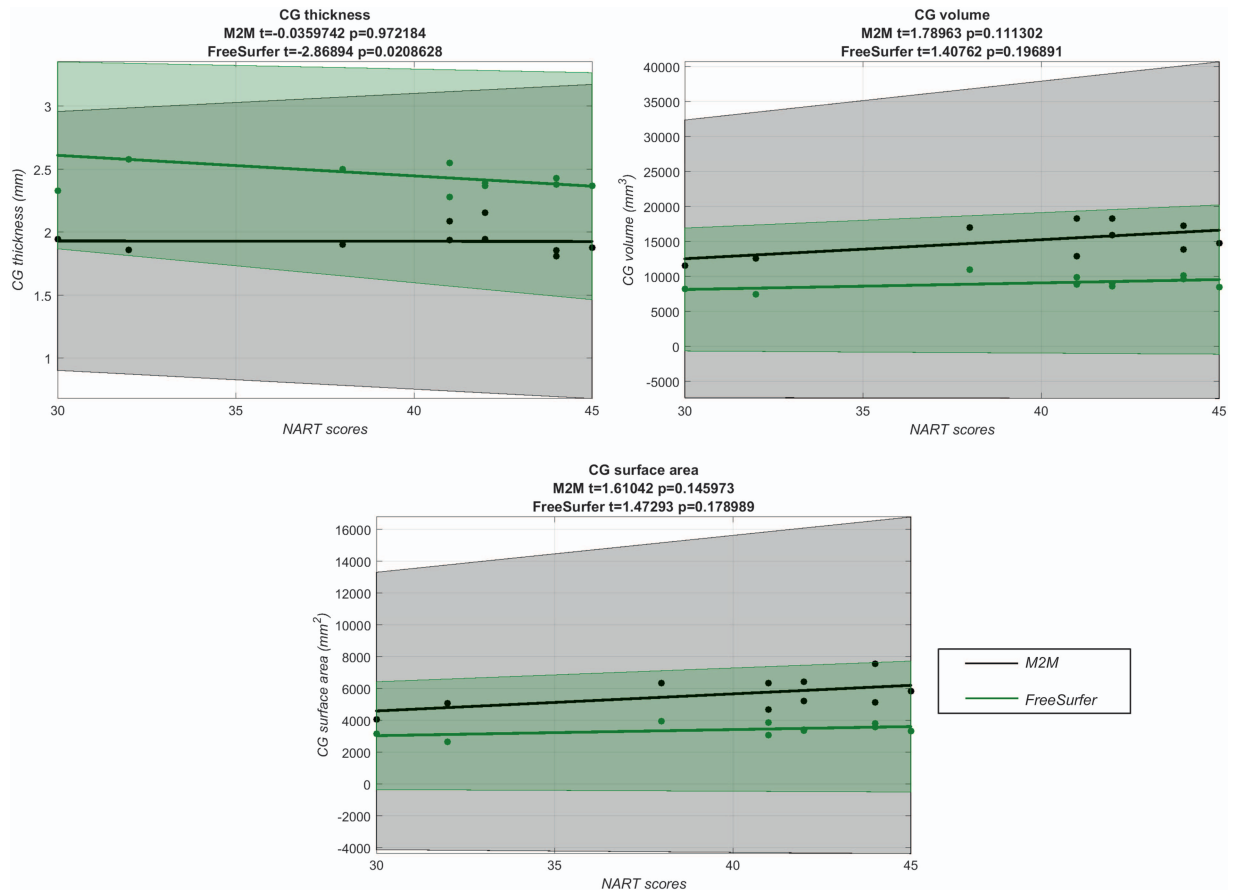 CG thickness
M2M t=-0.0359742 p=0.972184
FreeSurfer t=-2.86894 p=0.0208628
3
2.5
2
1.5
1
CG thickness (mm)
30
35
40
45
NART scores
CG volume
M2M t=1.78963 p=0.111302
FreeSurfer t=1.40762 p=0.196891
40000
35000
30000
25000
20000
15000
10000
5000
0
-5000
CG volume (mm³)
30
35
40
45
NART scores
CG surface area
M2M t=1.61042 p=0.145973
FreeSurfer t=1.47293 p=0.178989
16000
14000
12000
10000
8000
6000
4000
2000
0
-2000
-4000
CG surface area (mm²)
30
35
40
45
NART scores
M2M
FreeSurfer